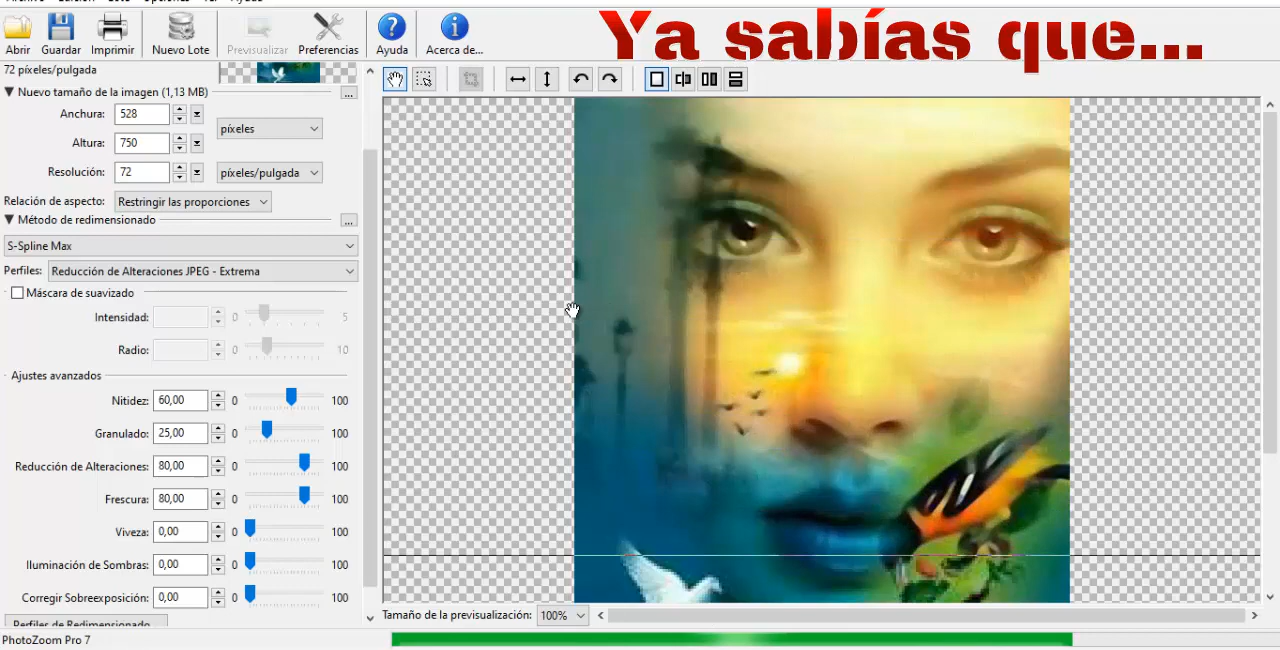 Ya sabías que...
Abrir Guardar Imprimir Nuevo Lote Previsualizar Preferencias Ayuda Acerca de...
72 píxeles/pulgada
Nuevo tamaño de la imagen (1,13 MB) ...
Anchura: 528
píxeles
Altura: 750
Resolución: 72 píxeles/pulgada
Relación de aspecto: Restringir las proporciones
Método de redimensionado ...
S-Spline Max
Perfiles: Reducción de Alteraciones JPEG - Extrema
Máscara de suavizado
Intensidad: 0 5
Radio: 0 10
Ajustes avanzados
Nitidez: 60,00 0 100
Granulado: 25,00 0 100
Reducción de Alteraciones: 80,00 0 100
Frescura: 80,00 0 100
Viveza: 0,00 0 100
Iluminación de Sombras: 0,00 0 100
Corregir Sobreexposición: 0,00 0 100
Perfiles de Redimensionado
Tamaño de la previsualización: 100%
PhotoZoom Pro 7